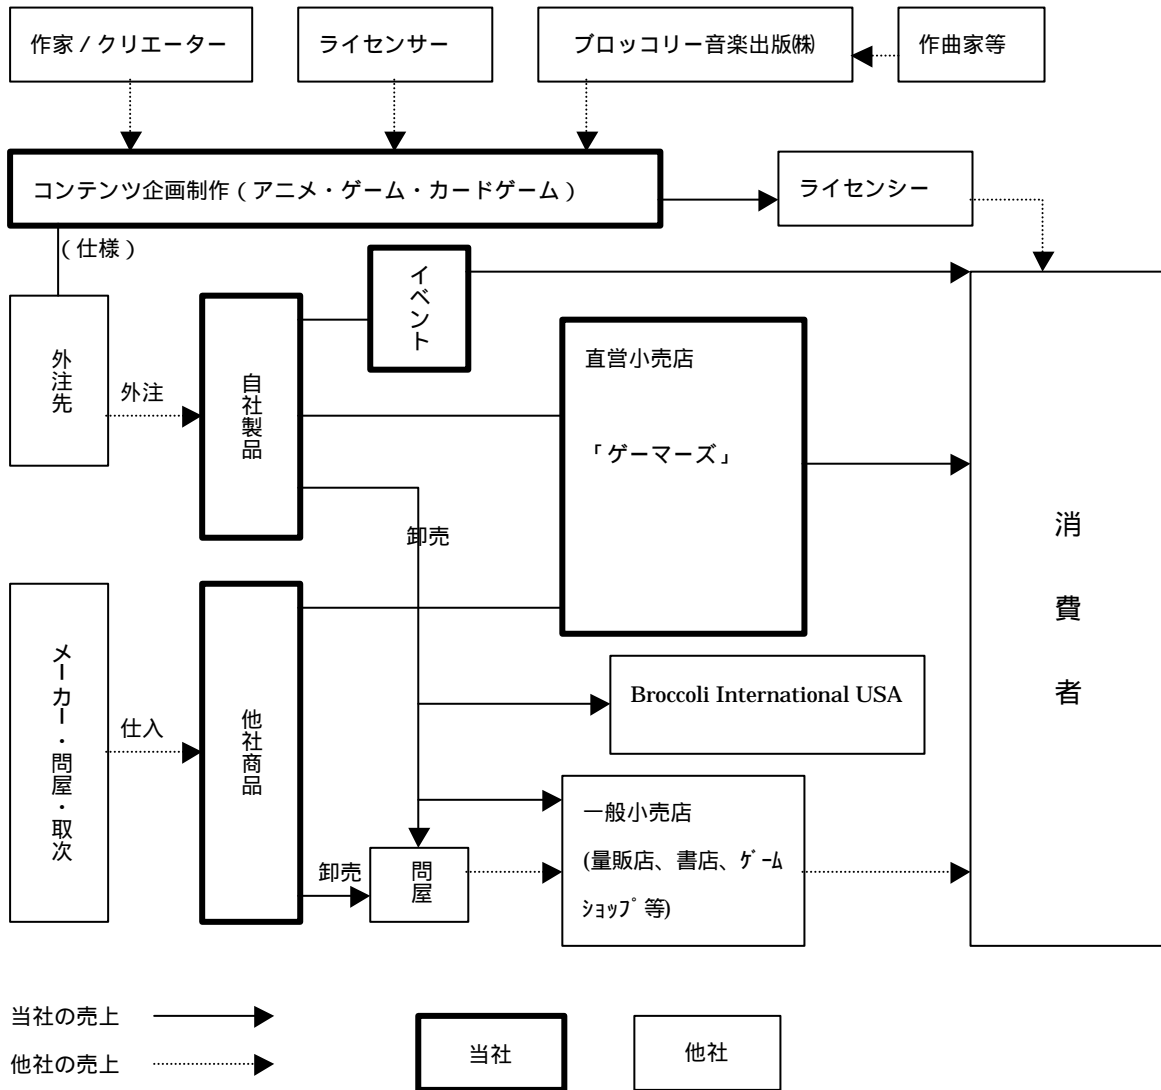 作家/クリエーター
ライセンサー
ブロッコリー音楽出版㈱
作曲家等
コンテンツ企画制作(アニメ・ゲーム・カードゲーム)
ライセンシー
(仕様)
イベント
外注先
外注
自社製品
直営小売店
「ゲーマーズ」
卸売
消費者
メーカー・問屋・取次
仕入
他社商品
Broccoli International USA
卸売
問屋
一般小売店
(量販店、書店、ゲーム
ショップ等)
当社の売上
他社の売上
当社
他社